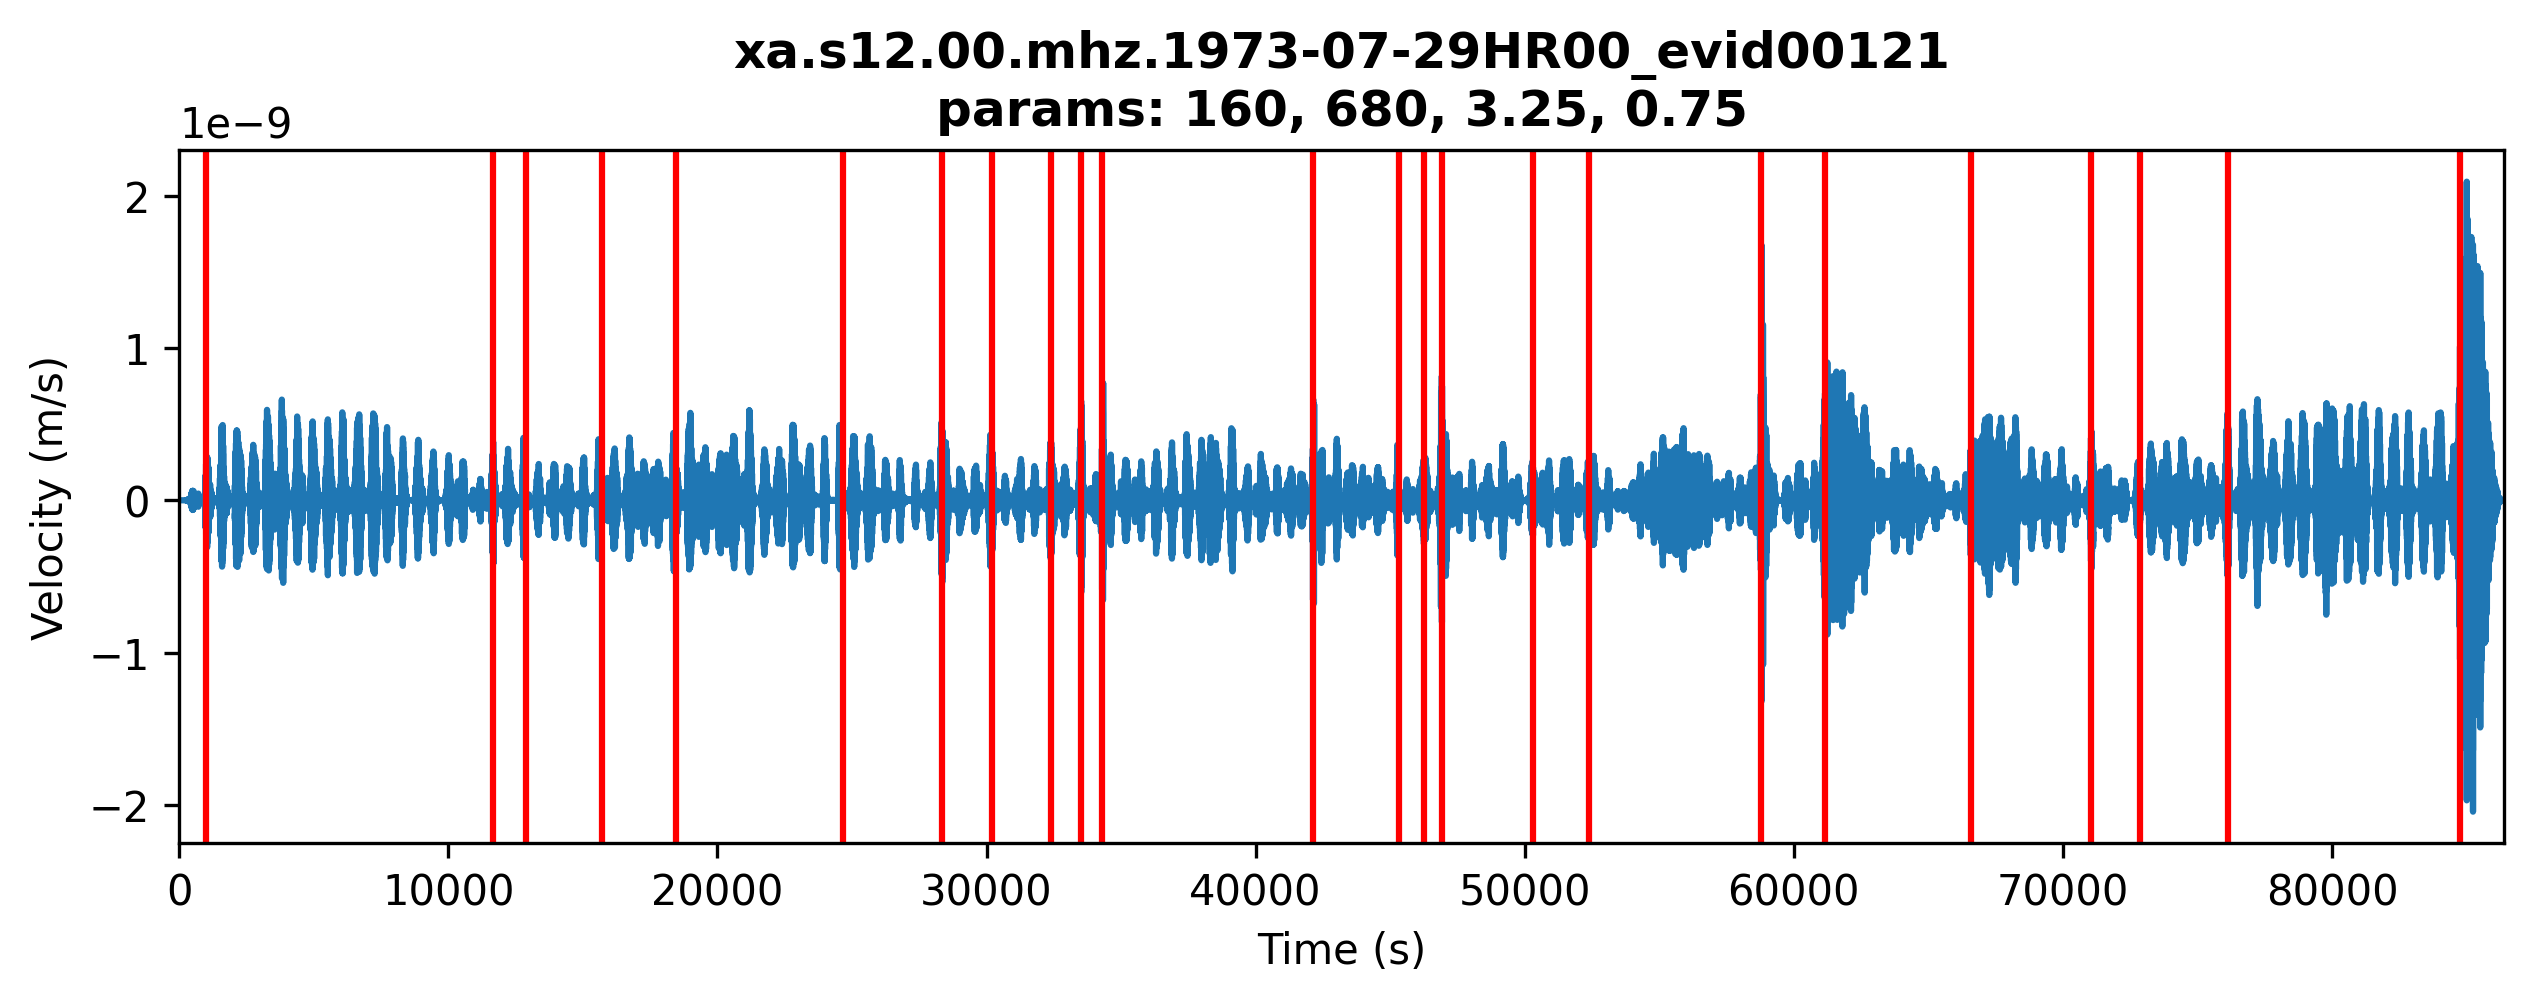 xa.s12.00.mhz.1973-07-29HR00_evid00121
params: 160, 680, 3.25, 0.75
1e−9
2
1
0
−1
−2
Velocity (m/s)
0 10000 20000 30000 40000 50000 60000 70000 80000
Time (s)